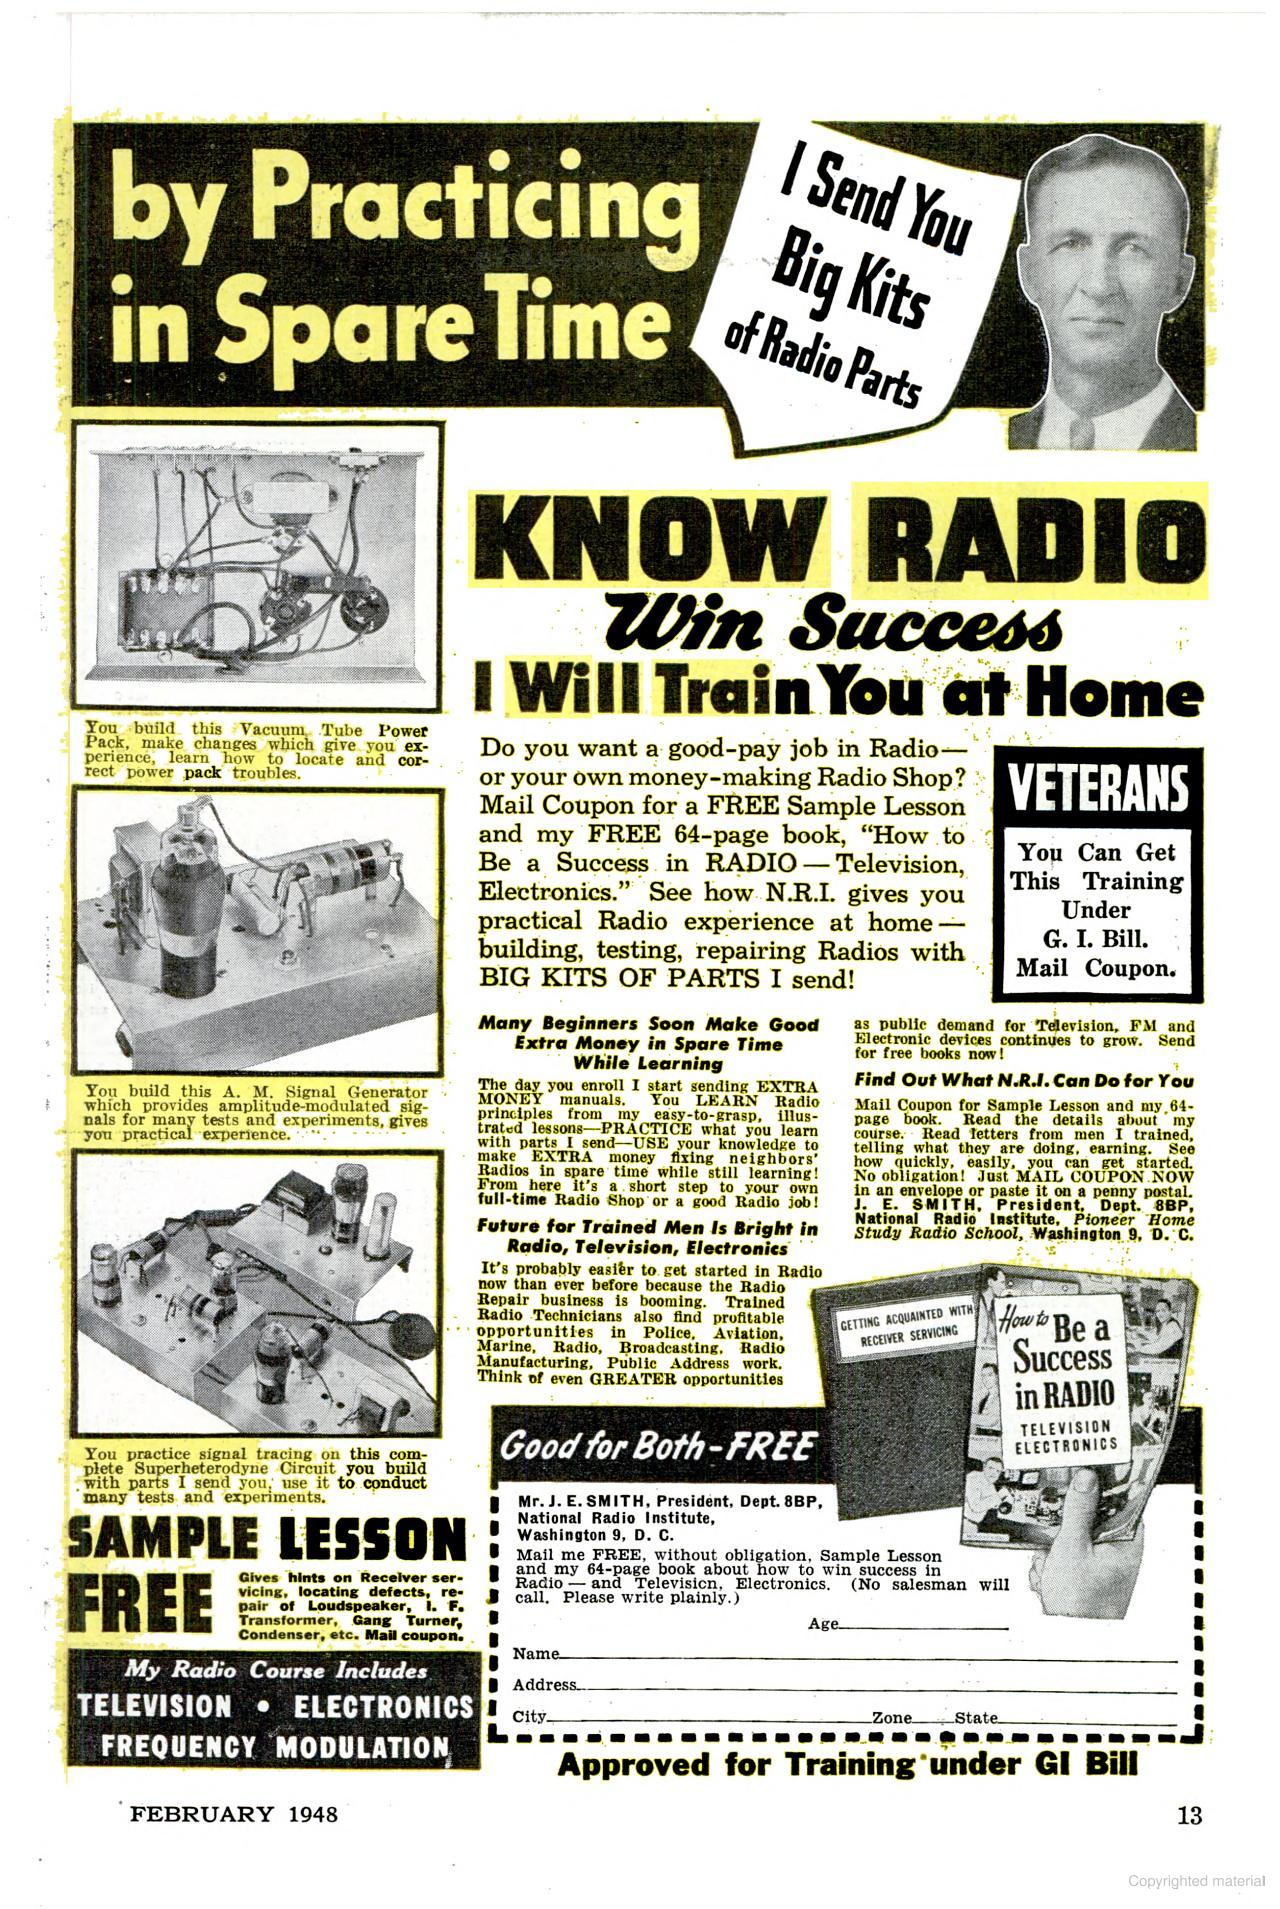 by Practicing
in Spare Time
I Send You
Big Kits
of Radio Parts
You build this Vacuum Tube Power
Pack, make changes which give you ex-
perience, learn how to locate and cor-
rect power pack troubles.
You build this A. M. Signal Generator
which provides amplitude-modulated sig-
nals for many tests and experiments, gives
you practical experience.
You practice signal tracing on this com-
plete Superheterodyne Circuit you build
with parts I send you, use it to conduct
many tests and experiments.
SAMPLE LESSON
FREE
Gives hints on Receiver ser-
vicing, locating defects, re-
pair of Loudspeaker, I. F.
Transformer, Gang Turner,
Condenser, etc. Mail coupon.
My Radio Course Includes
TELEVISION • ELECTRONICS
FREQUENCY MODULATION
KNOW RADIO
Win Success
I Will Train You at Home
Do you want a good-pay job in Radio—
or your own money-making Radio Shop?
Mail Coupon for a FREE Sample Lesson
and my FREE 64-page book, “How to
Be a Success in RADIO — Television,
Electronics.” See how N.R.I. gives you
practical Radio experience at home—
building, testing, repairing Radios with
BIG KITS OF PARTS I send!
VETERANS
You Can Get
This Training
Under
G. I. Bill.
Mail Coupon.
Many Beginners Soon Make Good
Extra Money in Spare Time
While Learning
The day you enroll I start sending EXTRA
MONEY manuals. You LEARN Radio
principles from my easy-to-grasp, illus-
trated lessons—PRACTICE what you learn
with parts I send—USE your knowledge to
make EXTRA money fixing neighbors'
Radios in spare time while still learning!
From here it's a short step to your own
full-time Radio Shop or a good Radio job!
Future for Trained Men Is Bright in
Radio, Television, Electronics
It's probably easier to get started in Radio
now than ever before because the Radio
Repair business is booming. Trained
Radio Technicians also find profitable
opportunities in Police, Aviation,
Marine, Radio, Broadcasting, Radio
Manufacturing, Public Address work.
Think of even GREATER opportunities
as public demand for Television, FM and
Electronic devices continues to grow. Send
for free books now!
Find Out What N.R.I. Can Do for You
Mail Coupon for Sample Lesson and my 64-
page book. Read the details about my
course. Read letters from men I trained,
telling what they are doing, earning. See
how quickly, easily, you can get started.
No obligation! Just MAIL COUPON NOW
in an envelope or paste it on a penny postal.
J. E. SMITH, President, Dept. 8BP,
National Radio Institute, Pioneer Home
Study Radio School, Washington 9, D. C.
GETTING ACQUAINTED WITH
RECEIVER SERVICING
How to
Be a
Success
in RADIO
TELEVISION
ELECTRONICS
Good for Both-FREE
Mr. J. E. SMITH, President, Dept. 8BP,
National Radio Institute,
Washington 9, D. C.
Mail me FREE, without obligation, Sample Lesson
and my 64-page book about how to win success in
Radio — and Television, Electronics. (No salesman will
call. Please write plainly.)
Age
Name
Address
City Zone State
Approved for Training under GI Bill
FEBRUARY 1948 13
Copyrighted material